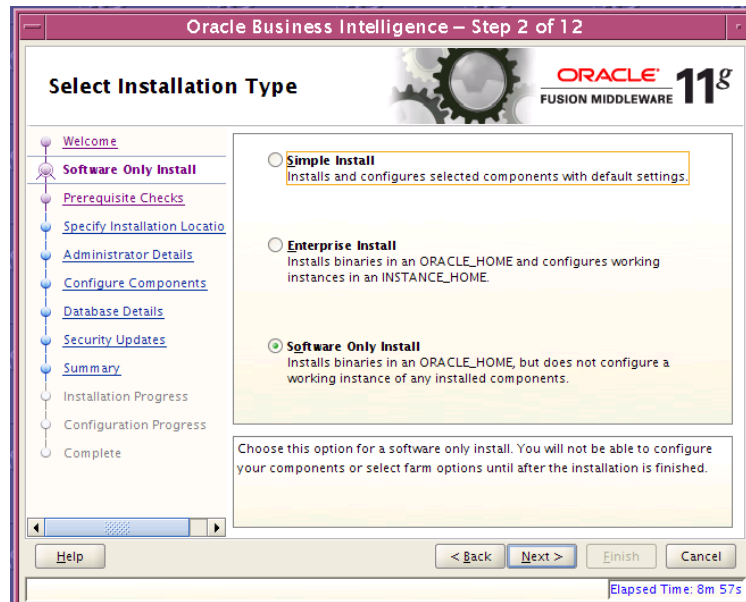 Oracle Business Intelligence – Step 2 of 12
Select Installation Type
ORACLE
FUSION MIDDLEWARE
11g
Welcome
Software Only Install
Prerequisite Checks
Specify Installation Locatio
Administrator Details
Configure Components
Database Details
Security Updates
Summary
Installation Progress
Configuration Progress
Complete
Simple Install
Installs and configures selected components with default settings.
Enterprise Install
Installs binaries in an ORACLE_HOME and configures working
instances in an INSTANCE_HOME.
Software Only Install
Installs binaries in an ORACLE_HOME, but does not configure a
working instance of any installed components.
Choose this option for a software only install. You will not be able to configure
your components or select farm options until after the installation is finished.
Help
< Back
Next >
Finish
Cancel
Elapsed Time: 8m 57s